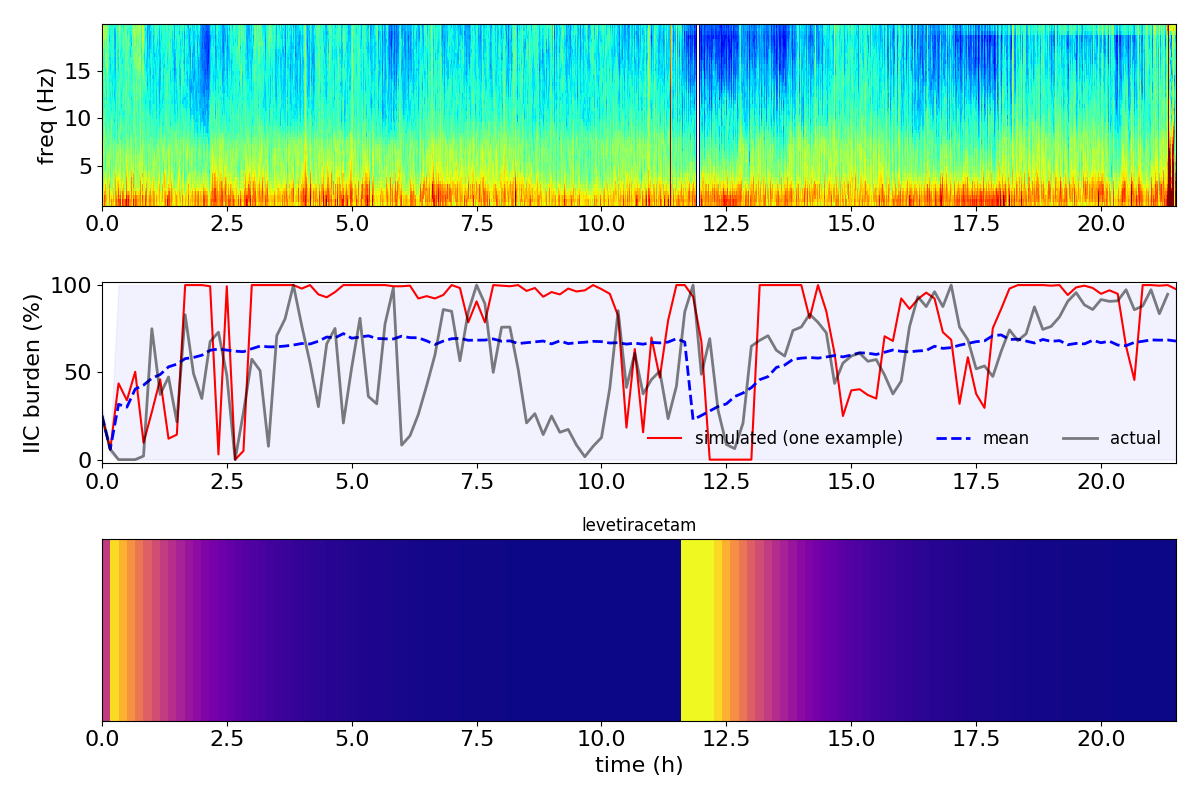 freq (Hz)
15
10
5
0.0 2.5 5.0 7.5 10.0 12.5 15.0 17.5 20.0
IIC burden (%)
100
50
0
simulated (one example) mean actual
0.0 2.5 5.0 7.5 10.0 12.5 15.0 17.5 20.0
levetiracetam
0.0 2.5 5.0 7.5 10.0 12.5 15.0 17.5 20.0
time (h)